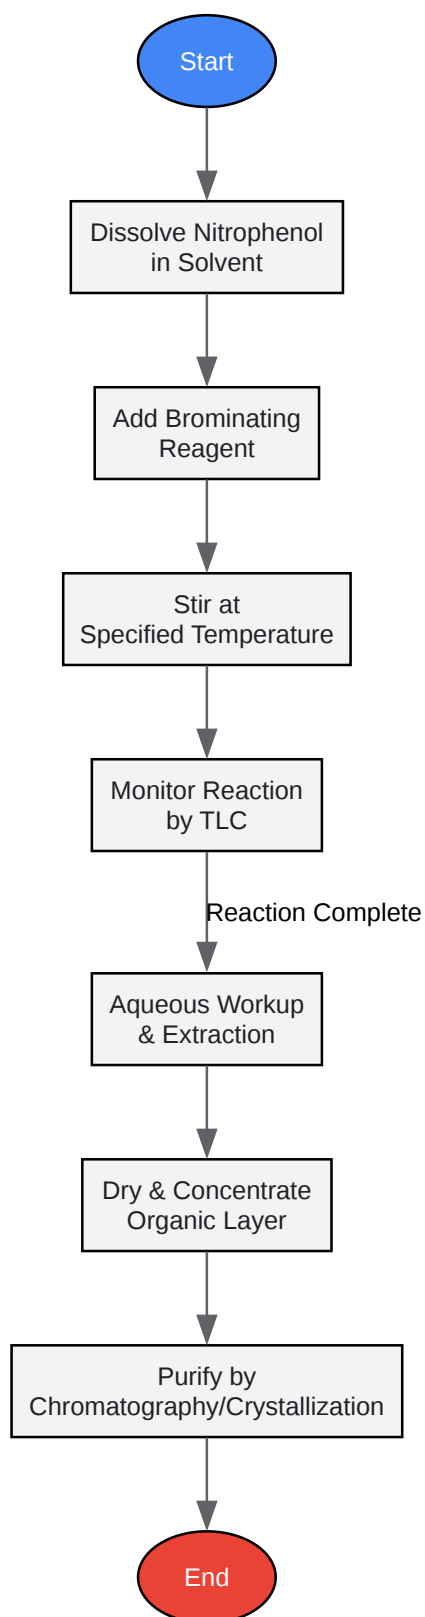 Start
Dissolve Nitrophenol
in Solvent
Add Brominating
Reagent
Stir at
Specified Temperature
Monitor Reaction
by TLC
Reaction Complete
Aqueous Workup
& Extraction
Dry & Concentrate
Organic Layer
Purify by
Chromatography/Crystallization
End